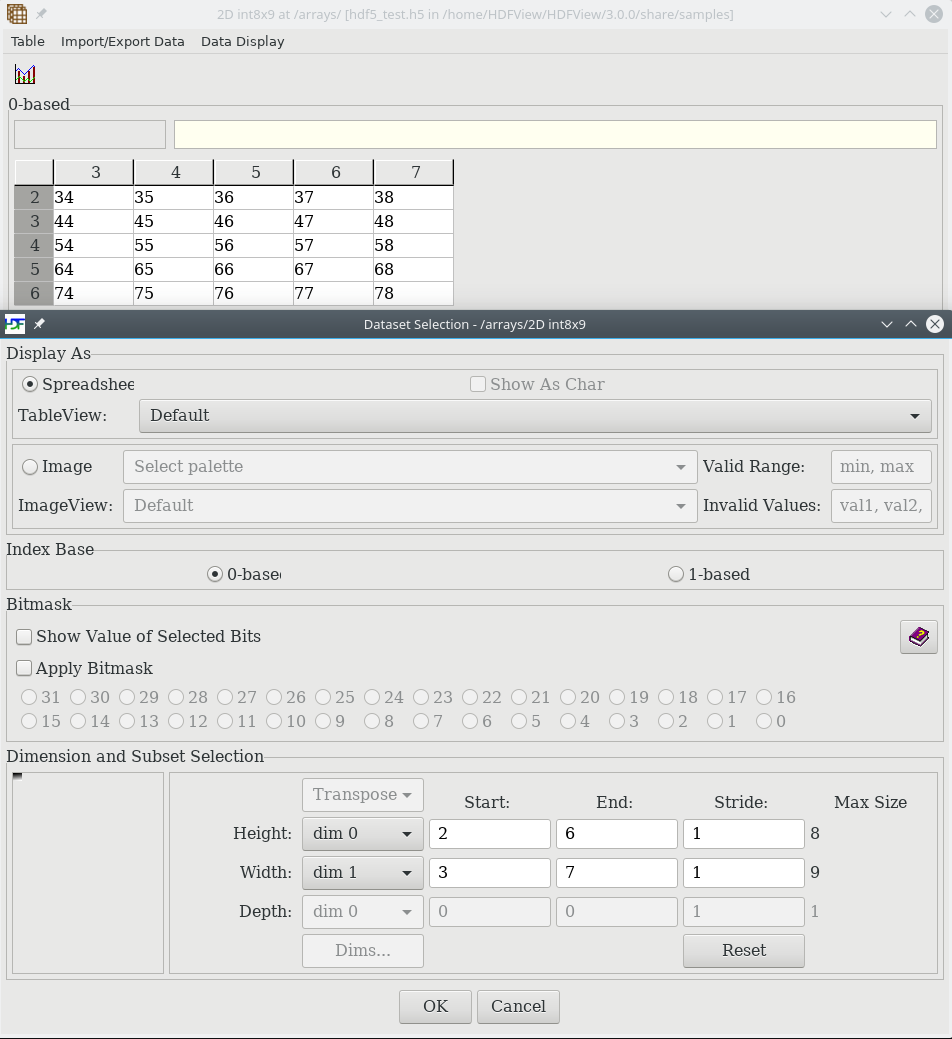 2D int8x9 at /arrays/ [hdf5_test.h5 in /home/HDFView/HDFView/3.0.0/share/samples]
Table Import/Export Data Data Display
0-based
3 4 5 6 7
2 34 35 36 37 38
3 44 45 46 47 48
4 54 55 56 57 58
5 64 65 66 67 68
6 74 75 76 77 78
HDF Dataset Selection - /arrays/2D int8x9
Display As
Spreadshee Show As Char
TableView: Default
Image Select palette Valid Range: min, max
ImageView: Default Invalid Values: val1, val2,
Index Base
0-base 1-based
Bitmask
Show Value of Selected Bits ?
Apply Bitmask
31 30 29 28 27 26 25 24 23 22 21 20 19 18 17 16
15 14 13 12 11 10 9 8 7 6 5 4 3 2 1 0
Dimension and Subset Selection
Transpose Start: End: Stride: Max Size
Height: dim 0 2 6 1 8
Width: dim 1 3 7 1 9
Depth: dim 0 0 0 1 1
Dims... Reset
OK Cancel